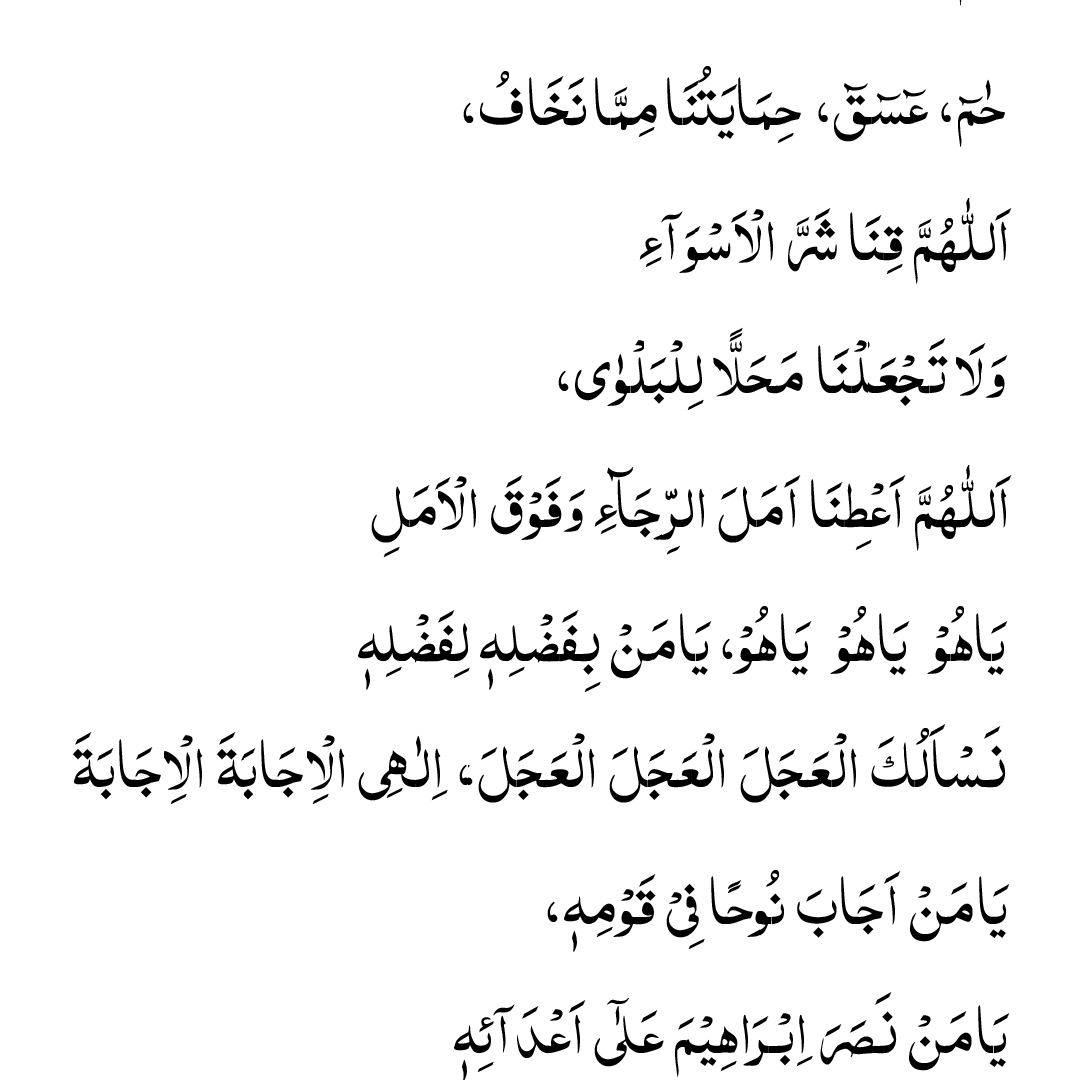 حٰمٓ، عٓسٓقٓ، حِمَايَتُنَا مِمَّا نَخَافُ،
اَللّٰهُمَّ قِنَا شَرَّ الْاَسْوَآءِ
وَلَا تَجْعَلْنَا مَحَلًّا لِلْبَلْوٰى،
اَللّٰهُمَّ اَعْطِنَا اَمَلَ الرِّجَآءِ وَفَوْقَ الْاَمَلِ
يَاهُوْ يَاهُوْ يَاهُوْ، يَامَنْ بِفَضْلِهٖ لِفَضْلِهٖ
نَسْاَلُكَ الْعَجَلَ الْعَجَلَ الْعَجَلَ، اِلٰهِى الْاِجَابَةَ الْاِجَابَةَ
يَامَنْ اَجَابَ نُوحًا فِىْ قَوْمِهٖ،
يَامَنْ نَصَرَ اِبْرَاهِيْمَ عَلٰٓى اَعْدَآئِهٖ